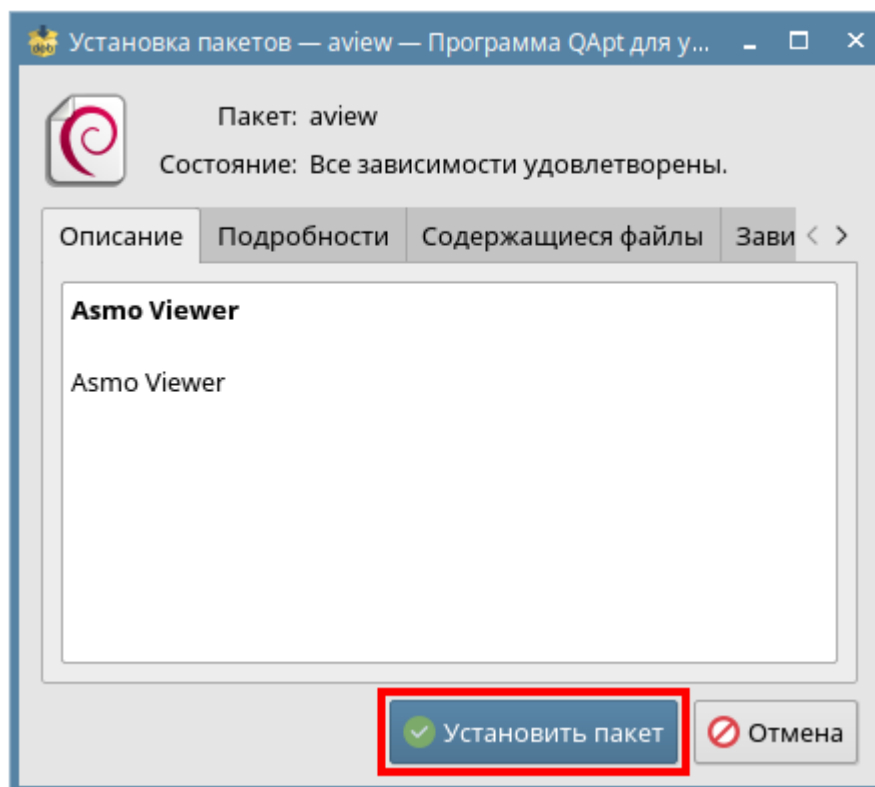 Установка пакетов — aview — Программа QApt для у...
Пакет: aview
Состояние: Все зависимости удовлетворены.
Описание Подробности Содержащиеся файлы Зави
Asmo Viewer
Asmo Viewer
Установить пакет Отмена